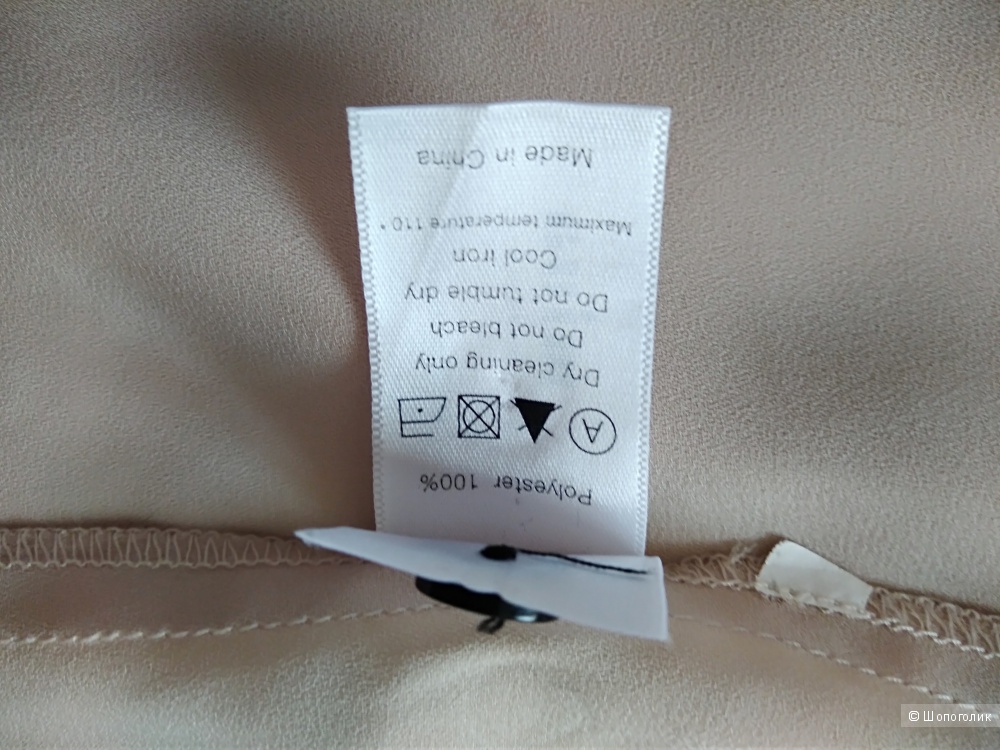 Polyester 100%
A
Dry cleaning only
Do not bleach
Do not tumble dry
Cool iron
Maximum temperature 110 °
Made in China
© Шопоголик